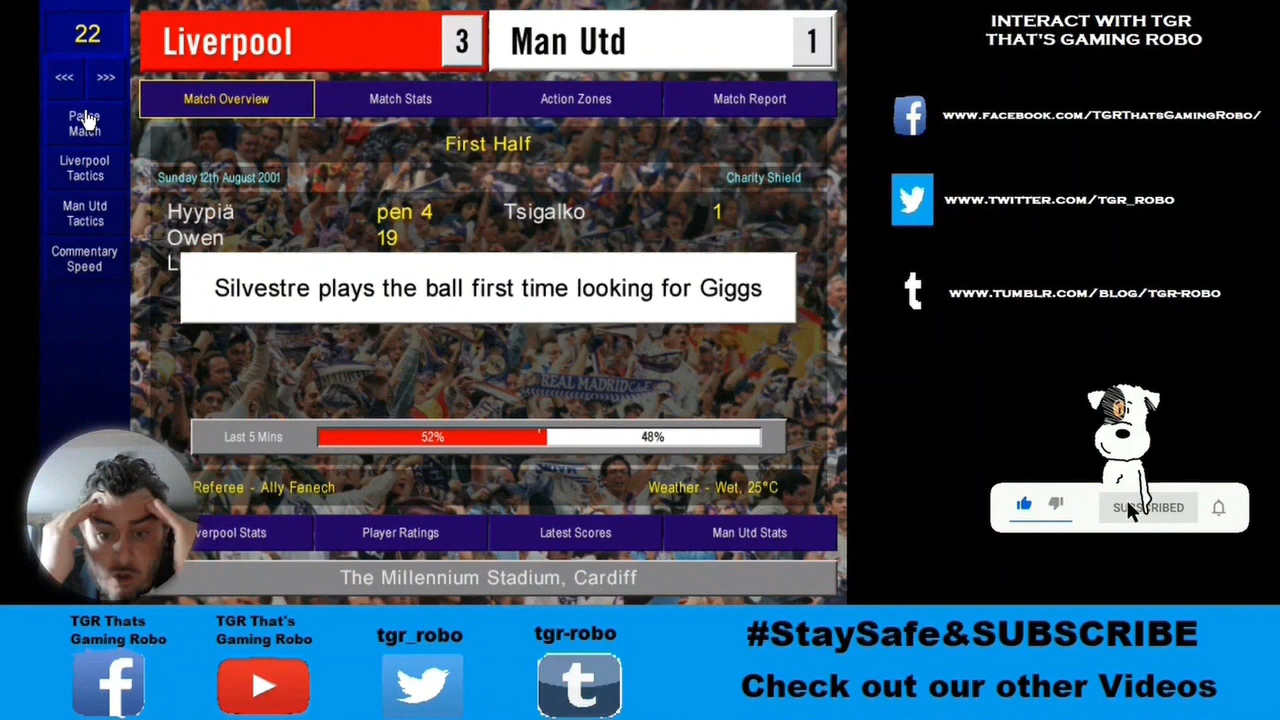 22
Liverpool 3 Man Utd 1
<<< >>>
Match Overview Match Stats Action Zones Match Report
Match
Liverpool
Tactics
Man Utd
Tactics
Commentary
Speed
First Half
Sunday 12th August 2001 Charity Shield
Hyypiä pen 4 Tsigalko 1
Owen 19
L
Silvestre plays the ball first time looking for Giggs
REAL MADRID
Last 5 Mins 52% 48%
Referee - Ally Fenech Weather - Wet, 25°C
verpool Stats Player Ratings Latest Scores Man Utd Stats
The Millennium Stadium, Cardiff
INTERACT WITH TGR
THAT'S GAMING ROBO
WWW.FACEBOOK.COM/TGRTHATSGAMINGROBO/
WWW.TWITTER.COM/TGR_ROBO
WWW.TUMBLR.COM/BLOG/TGR-ROBO
SUBSCRIBED
TGR Thats
Gaming Robo
TGR That's
Gaming Robo
tgr_robo
tgr-robo
#StaySafe&SUBSCRIBE
Check out our other Videos